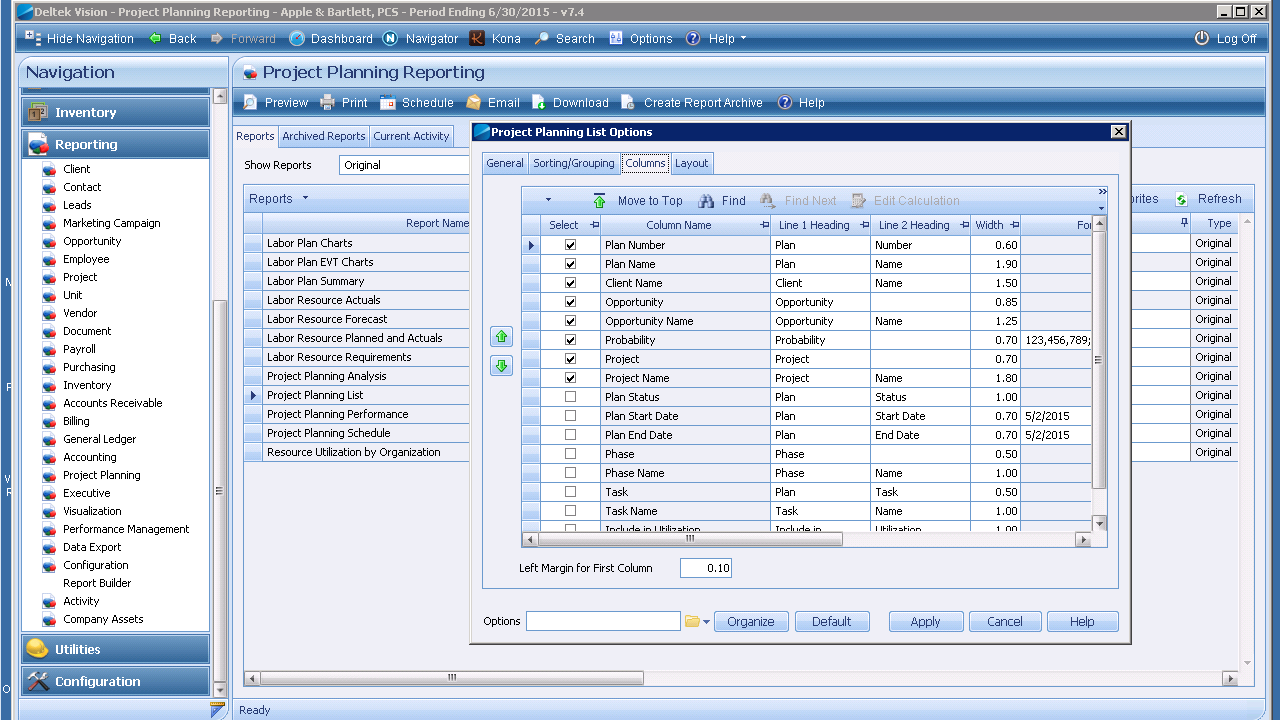 Deltek Vision - Project Planning Reporting - Apple & Bartlett, PCS - Period Ending 6/30/2015 - v7.4
Hide Navigation Back Forward Dashboard Navigator Kona Search Options Help Log Off
Navigation
Inventory
Reporting
Client
Contact
Leads
Marketing Campaign
Opportunity
Employee
Project
Unit
Vendor
Document
Payroll
Purchasing
Inventory
Accounts Receivable
Billing
General Ledger
Accounting
Project Planning
Executive
Visualization
Performance Management
Data Export
Configuration
Report Builder
Activity
Company Assets
Utilities
Configuration
Project Planning Reporting
Preview Print Schedule Email Download Create Report Archive Help
Reports Archived Reports Current Activity
Show Reports Original
Reports orites Refresh
Report Name Type
Labor Plan Charts Original
Labor Plan EVT Charts Original
Labor Plan Summary Original
Labor Resource Actuals Original
Labor Resource Forecast Original
Labor Resource Planned and Actuals Original
Labor Resource Requirements Original
Project Planning Analysis Original
Project Planning List Original
Project Planning Performance Original
Project Planning Schedule Original
Resource Utilization by Organization Original
Project Planning List Options
General Sorting/Grouping Columns Layout
Move to Top Find Find Next Edit Calculation
Select Column Name Line 1 Heading Line 2 Heading Width For
Plan Number Plan Number 0.60
Plan Name Plan Name 1.90
Client Name Client Name 1.50
Opportunity Opportunity 0.85
Opportunity Name Opportunity Name 1.25
Probability Probability 0.70 123,456,789;
Project Project 0.70
Project Name Project Name 1.80
Plan Status Plan Status 1.00
Plan Start Date Plan Start Date 0.70 5/2/2015
Plan End Date Plan End Date 0.70 5/2/2015
Phase Phase 0.50
Phase Name Phase Name 1.00
Task Plan Task 0.50
Task Name Task Name 1.00
Include in Utilization Include in Utilization 1.00
Left Margin for First Column 0.10
Options Organize Default Apply Cancel Help
Ready